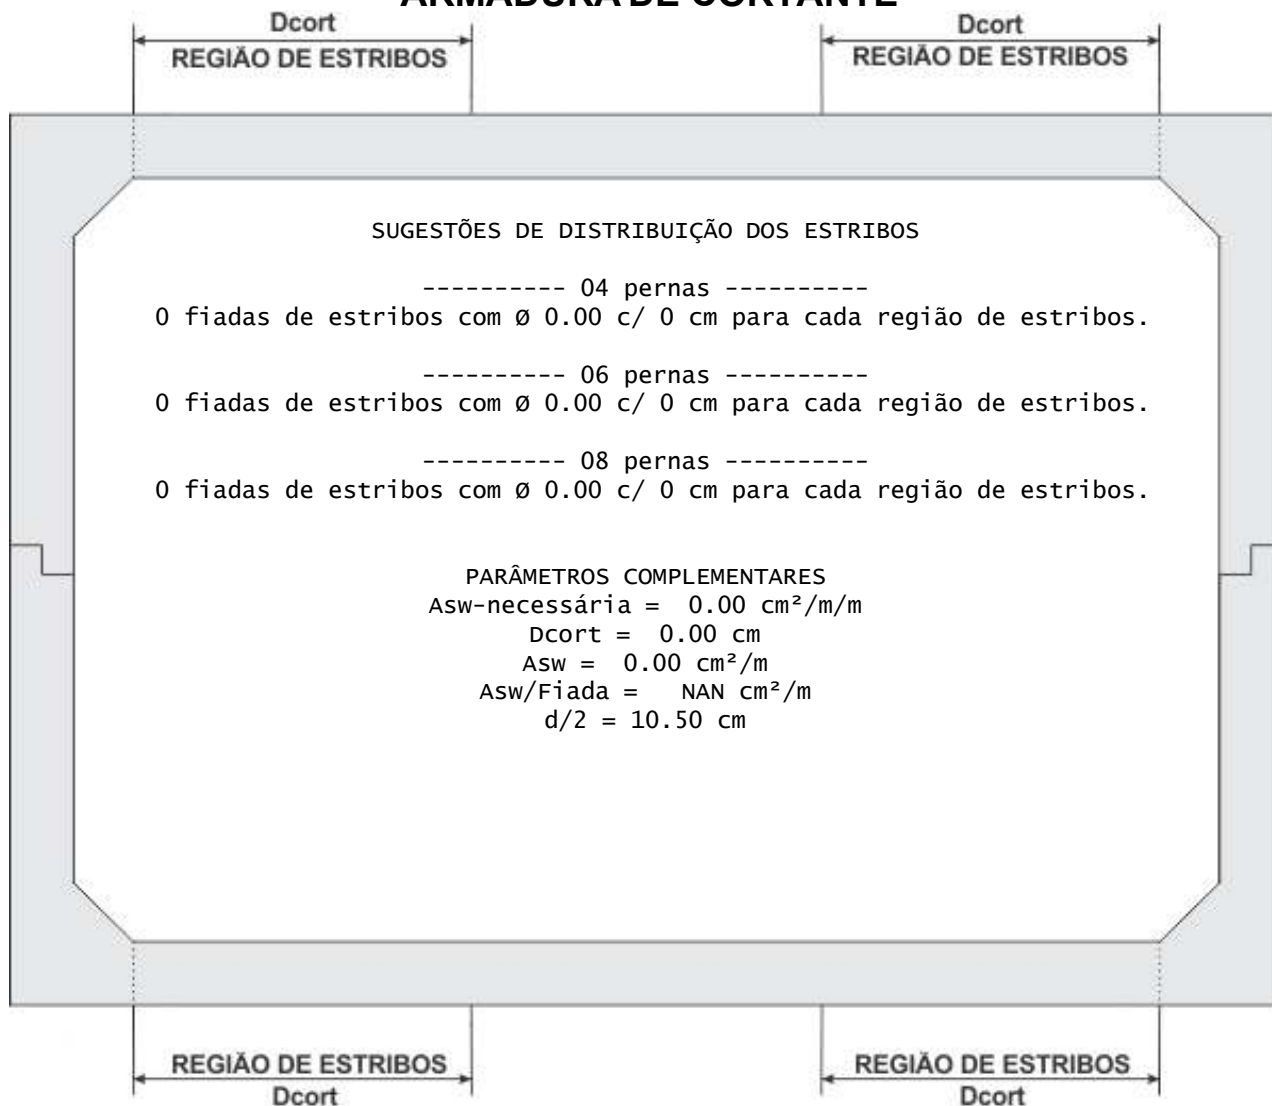 ARMADURA DE CORTANTE
Dcort
Dcort
REGIÃO DE ESTRIBOS
REGIÃO DE ESTRIBOS
SUGESTÕES DE DISTRIBUIÇÃO DOS ESTRIBOS
---------- 04 pernas ----------
0 fiadas de estribos com Ø 0.00 c/ 0 cm para cada região de estribos.
---------- 06 pernas ----------
0 fiadas de estribos com Ø 0.00 c/ 0 cm para cada região de estribos.
---------- 08 pernas ----------
0 fiadas de estribos com Ø 0.00 c/ 0 cm para cada região de estribos.
PARÂMETROS COMPLEMENTARES
Asw-necessária = 0.00 cm²/m/m
Dcort = 0.00 cm
Asw = 0.00 cm²/m
Asw/Fiada = NAN cm²/m
d/2 = 10.50 cm
REGIÃO DE ESTRIBOS
REGIÃO DE ESTRIBOS
Dcort
Dcort